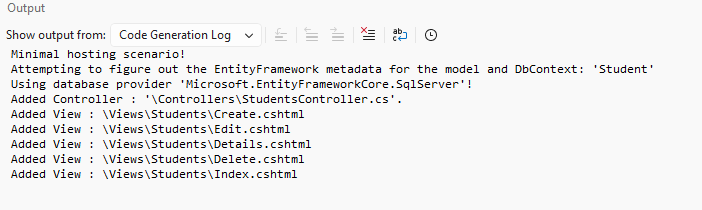 Output
Show output from: Code Generation Log
Minimal hosting scenario!
Attempting to figure out the EntityFramework metadata for the model and DbContext: 'Student'
Using database provider 'Microsoft.EntityFrameworkCore.SqlServer'!
Added Controller : '\Controllers\StudentsController.cs'.
Added View : \Views\Students\Create.cshtml
Added View : \Views\Students\Edit.cshtml
Added View : \Views\Students\Details.cshtml
Added View : \Views\Students\Delete.cshtml
Added View : \Views\Students\Index.cshtml